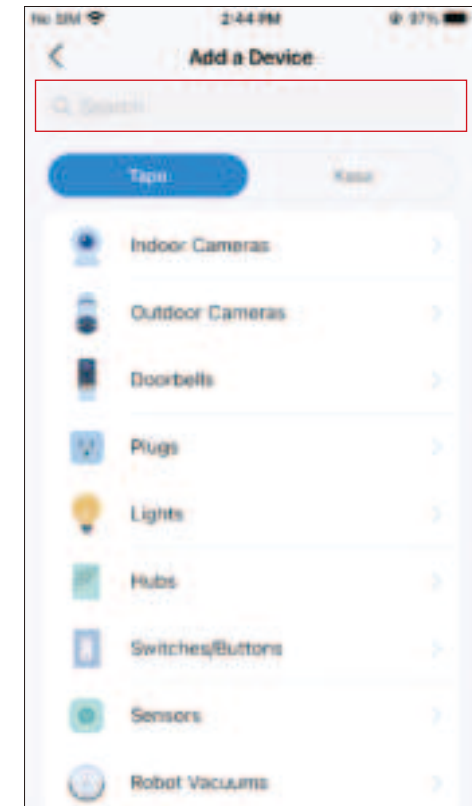 No SIM 2:44 PM 97%
Add a Device
Search
Tapo Kasa
Indoor Cameras
Outdoor Cameras
Doorbells
Plugs
Lights
Hubs
Switches/Buttons
Sensors
Robot Vacuums